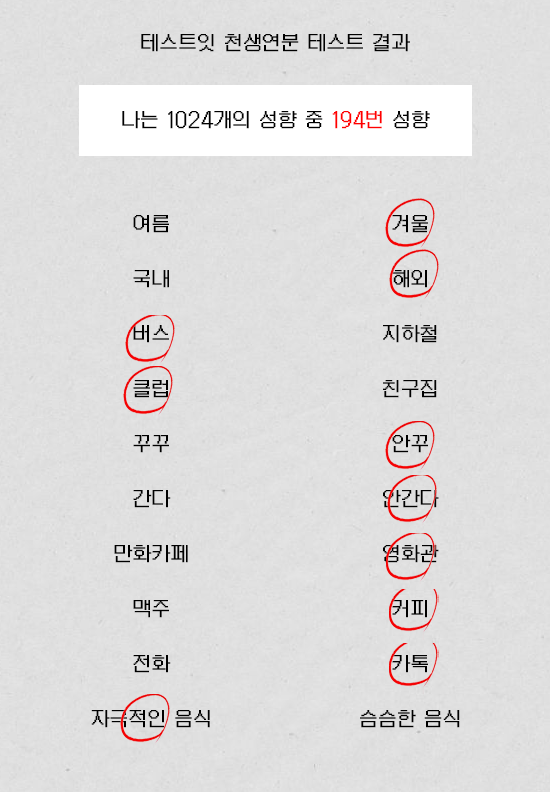 테스트잇 천생연분 테스트 결과
나는 1024개의 성향 중 194번 성향
여름 겨울
국내 해외
버스 지하철
클럽 친구집
꾸꾸 안꾸
간다 안간다
만화카페 영화관
맥주 커피
전화 카톡
자극적인 음식 슴슴한 음식